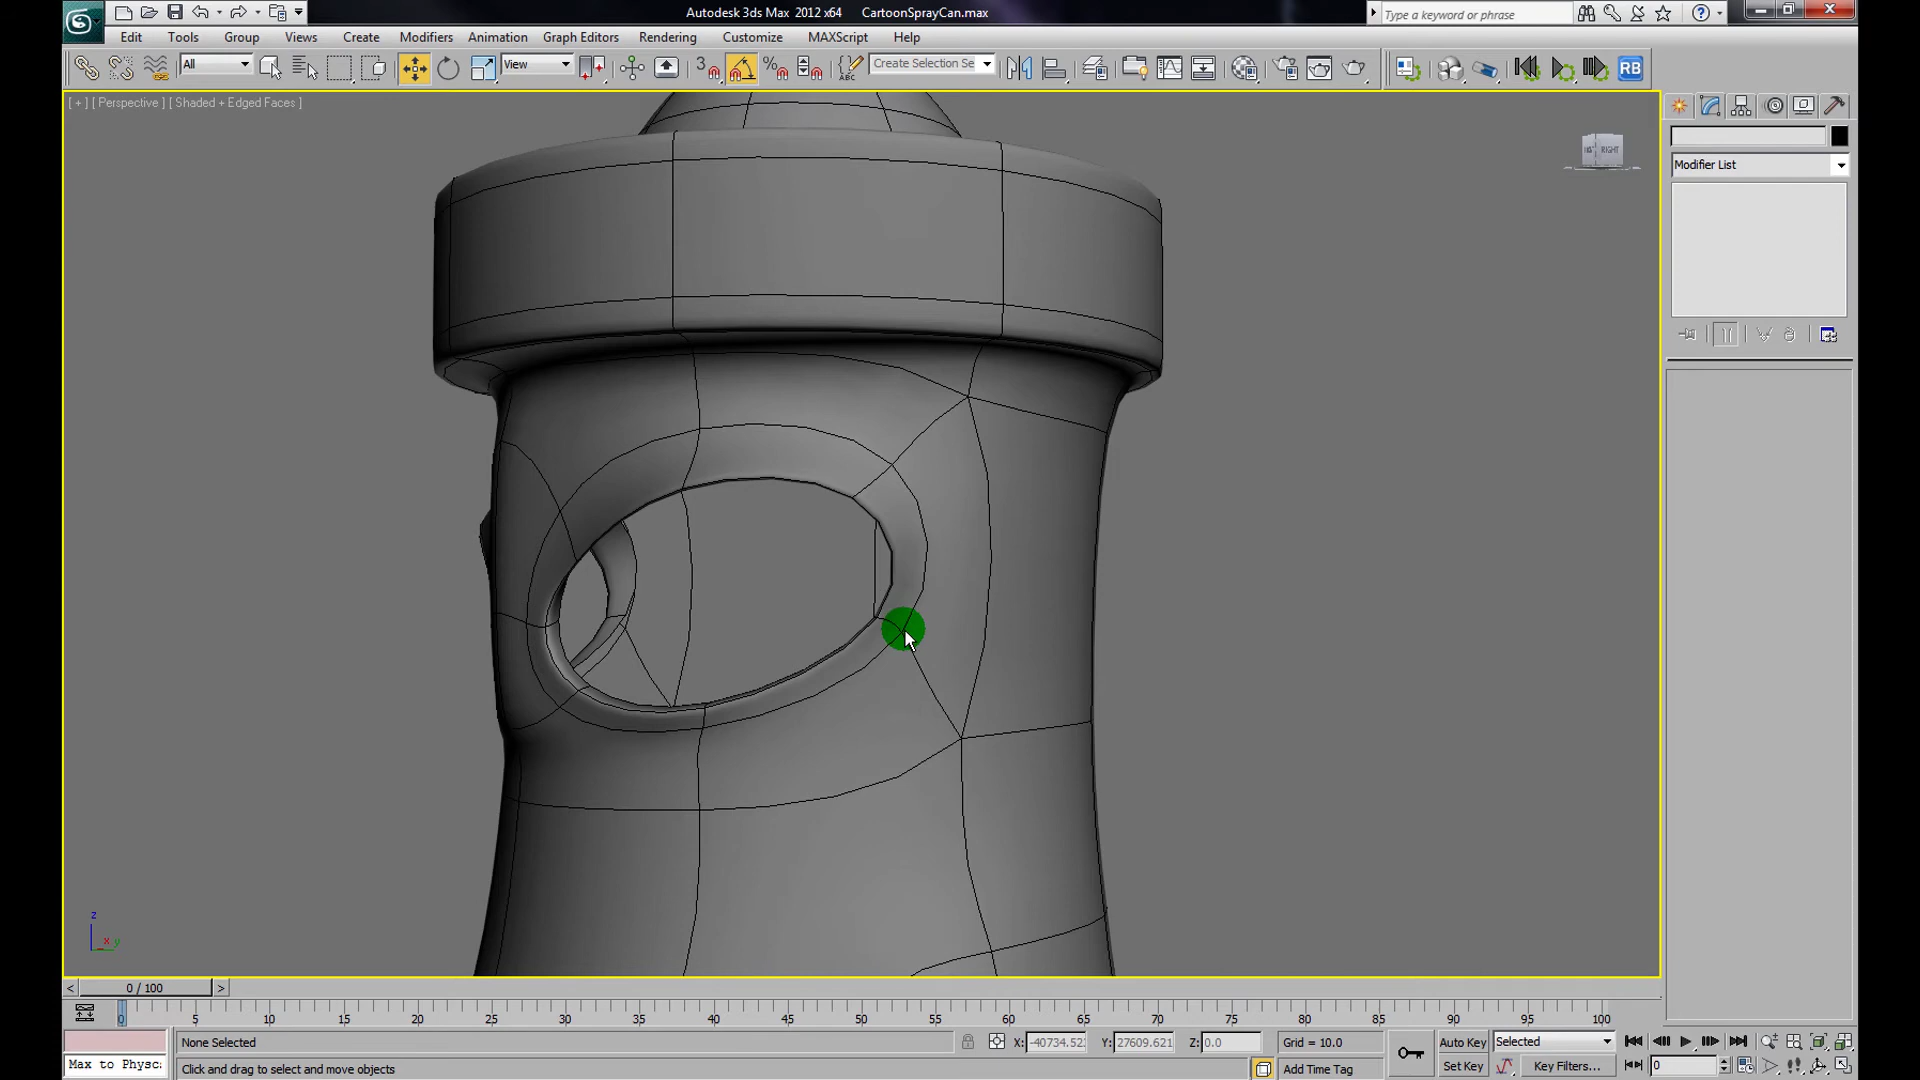 Autodesk 3ds Max 2012 x64 CartoonSprayCan.max
Type a keyword or phrase
Edit Tools Group Views Create Modifiers Animation Graph Editors Rendering Customize MAXScript Help
All View 3 ABC Create Selection Se RB
[ + ] [ Perspective ] [ Shaded + Edged Faces ]
RIGHT
Modifier List
z
x y
< 0 / 100 >
0 5 10 15 20 25 30 35 40 45 50 55 60 65 70 75 80 85 90 95 100
None Selected X: -40734.52 Y: 27609.621 Z: 0.0 Grid = 10.0 Auto Key Selected
Max to Physc: Click and drag to select and move objects Add Time Tag Set Key Key Filters... 0